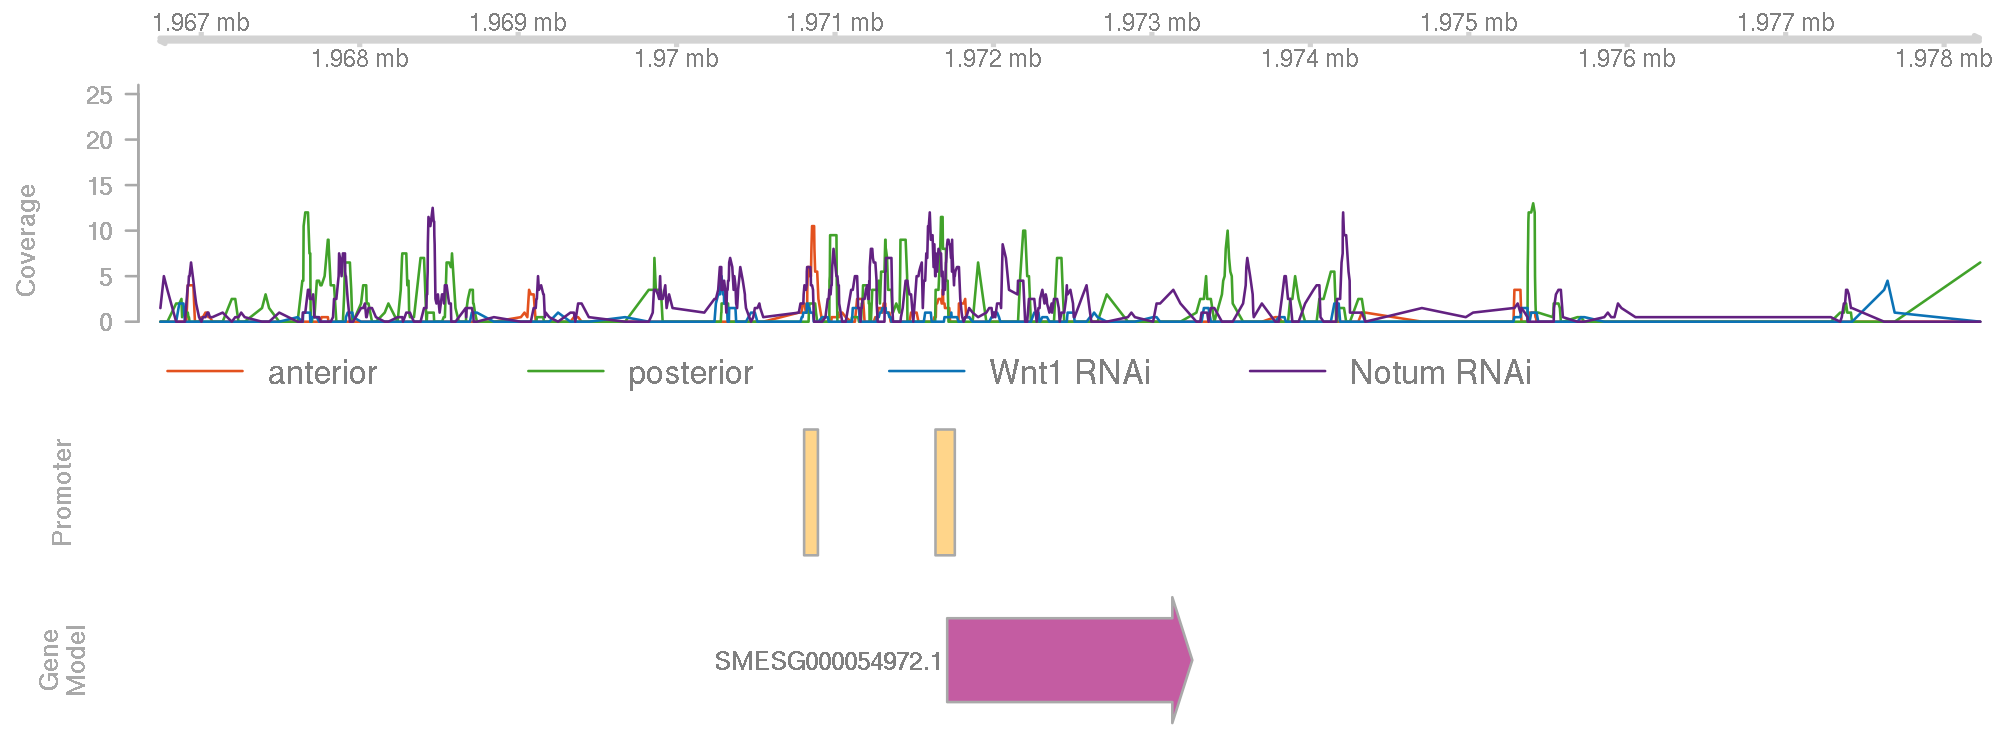 1.967 mb 1.969 mb 1.971 mb 1.973 mb 1.975 mb 1.977 mb
1.968 mb 1.97 mb 1.972 mb 1.974 mb 1.976 mb 1.978 mb
Coverage
25
20
15
10
5
0
anterior posterior Wnt1 RNAi Notum RNAi
Promoter
Gene
Model
SMESG000054972.1